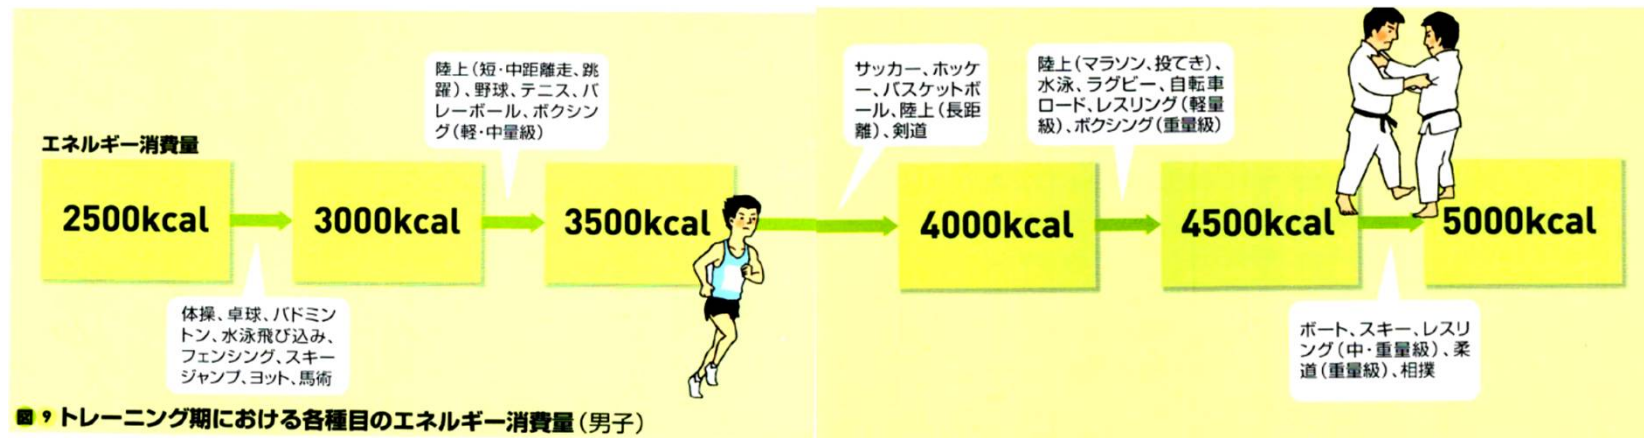 陸上(短・中距離走、跳
躍)、野球、テニス、バ
レーボール、ボクシン
グ(軽・中量級)
サッカー、ホッケ
ー、バスケットボ
ール、陸上(長距
離)、剣道
陸上(マラソン、投てき)、
水泳、ラグビー、自転車
ロード、レスリング(軽量
級)、ボクシング(重量級)
エネルギー消費量
2500kcal
3000kcal
3500kcal
4000kcal
4500kcal
5000kcal
体操、卓球、バドミン
トン、水泳飛び込み、
フェンシング、スキー
ジャンプ、ヨット、馬術
ボート、スキー、レスリ
ング(中・重量級)、柔
道(重量級)、相撲
図9 トレーニング期における各種目のエネルギー消費量(男子)